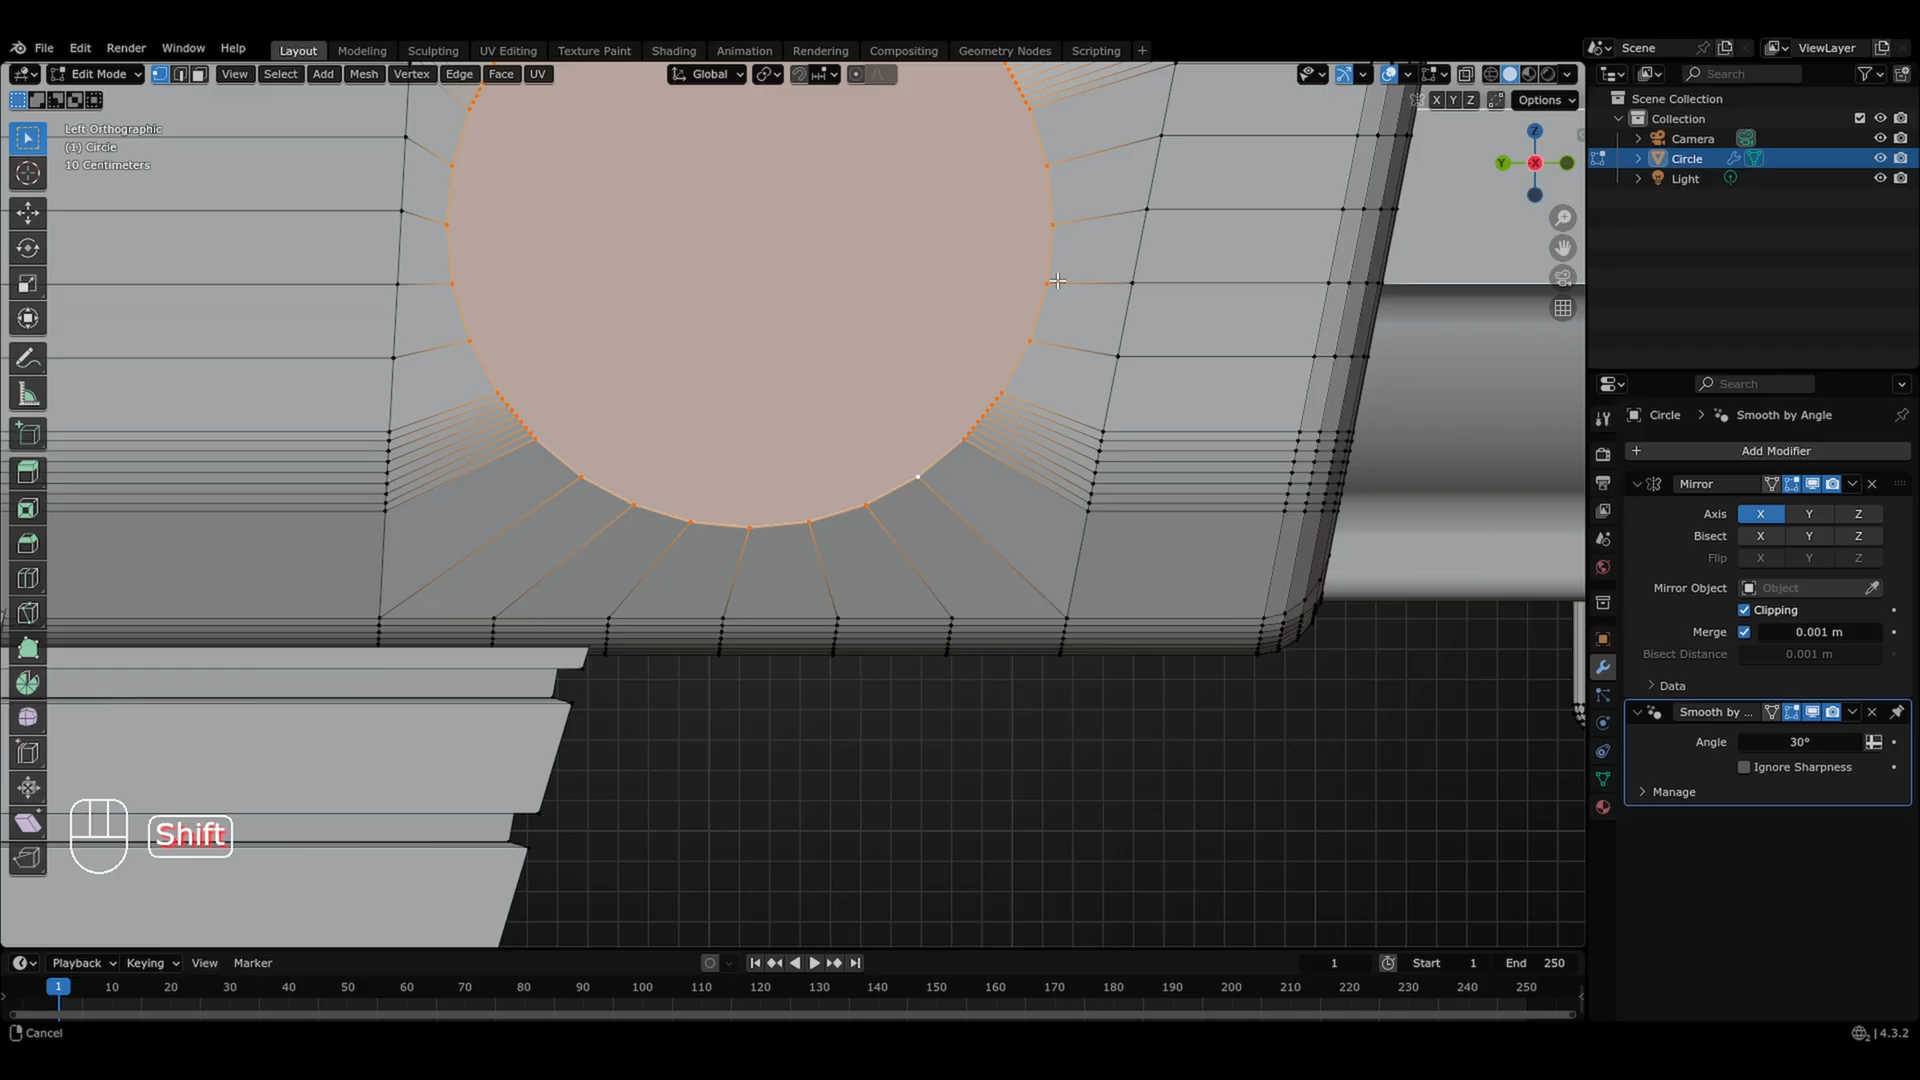 File Edit Render Window Help Layout Modeling Sculpting UV Editing Texture Paint Shading Animation Rendering Compositing Geometry Nodes Scripting + Scene ViewLayer
Edit Mode View Select Add Mesh Vertex Edge Face UV Global Search
X Y Z Options
Left Orthographic
(1) Circle
10 Centimeters
Z
Y X
Scene Collection
Collection
Camera
Circle
Light
Search
Circle > Smooth by Angle
+ Add Modifier
Mirror
Axis X Y Z
Bisect X Y Z
Flip X Y Z
Mirror Object Object
Clipping
Merge 0.001 m
Bisect Distance 0.001 m
Data
Smooth by ...
Angle 30°
Ignore Sharpness
Manage
Shift
Playback Keying View Marker 1 Start 1 End 250
1 10 20 30 40 50 60 70 80 90 100 110 120 130 140 150 160 170 180 190 200 210 220 230 240 250
Cancel 4.3.2